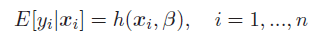 E[y_i|x_i] = h(x_i, β),   i = 1, ..., n